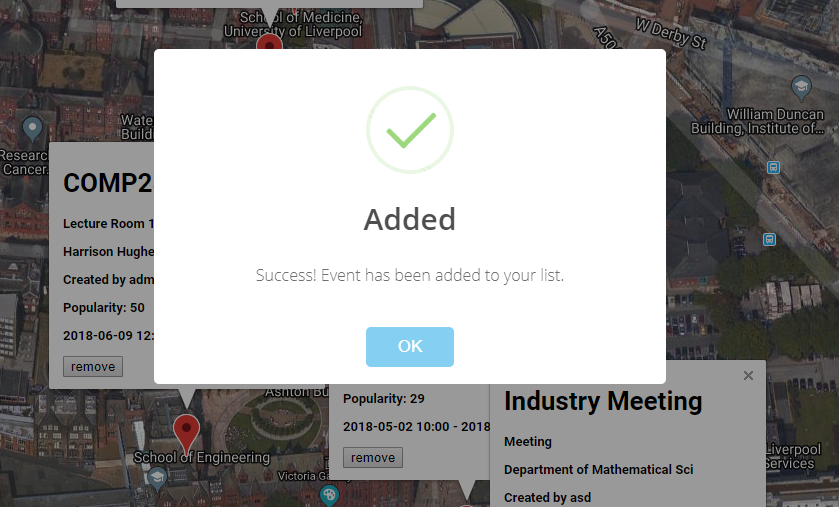 School of Medicine,
University of Liverpool
W Derby St
A50
William Duncan
Building, Institute of...
Wate
Build
Research
Cancer
COMP2
Lecture Room 1
Harrison Hughe
Created by adm
Popularity: 50
2018-06-09 12:
remove
Added
Success! Event has been added to your list.
OK
Ashton Bu
School of Engineering
Victoria Ga
Popularity: 29
2018-05-02 10:00 - 2018
remove
Industry Meeting
Meeting
Department of Mathematical Sci
Created by asd
Liverpool
Services